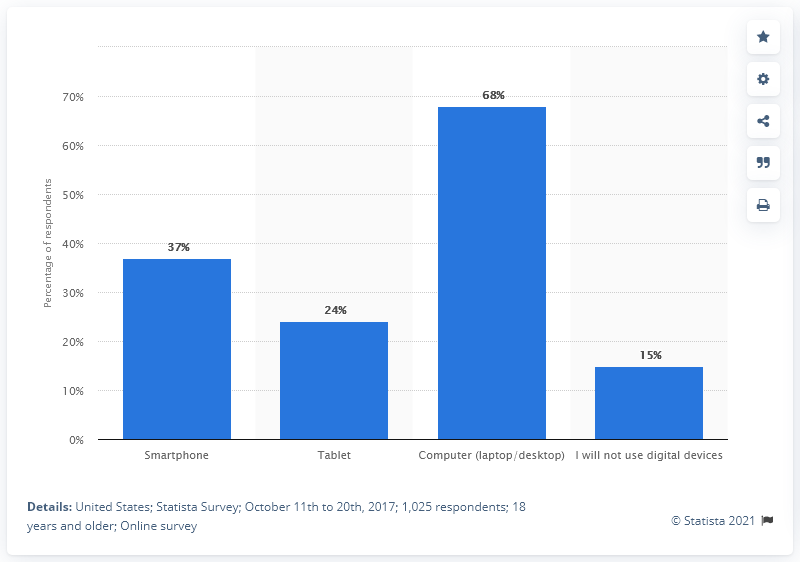 70%
60%
50%
40%
30%
20%
10%
0%
Percentage of respondents
37%
24%
68%
15%
Smartphone
Tablet
Computer (laptop/desktop)
I will not use digital devices
Details: United States; Statista Survey; October 11th to 20th, 2017; 1,025 respondents; 18
years and older; Online survey
© Statista 2021